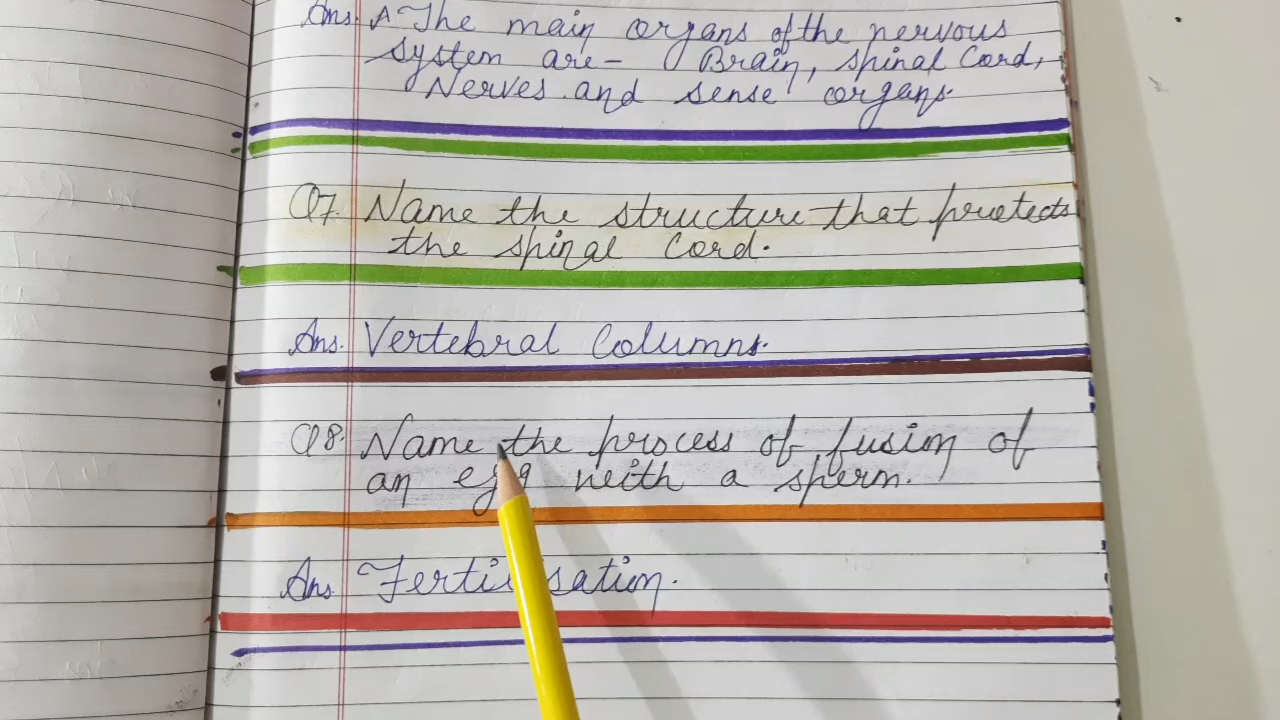 Ans. A The main organs of the nervous
system are- Brain, spinal Cord,
Nerves and sense organs.
Q7. Name the structure that protects
the spinal Cord.
Ans. Vertebral Columns.
Q8. Name the process of fusion of
an egg with a sperm.
Ans. Fertilisation.